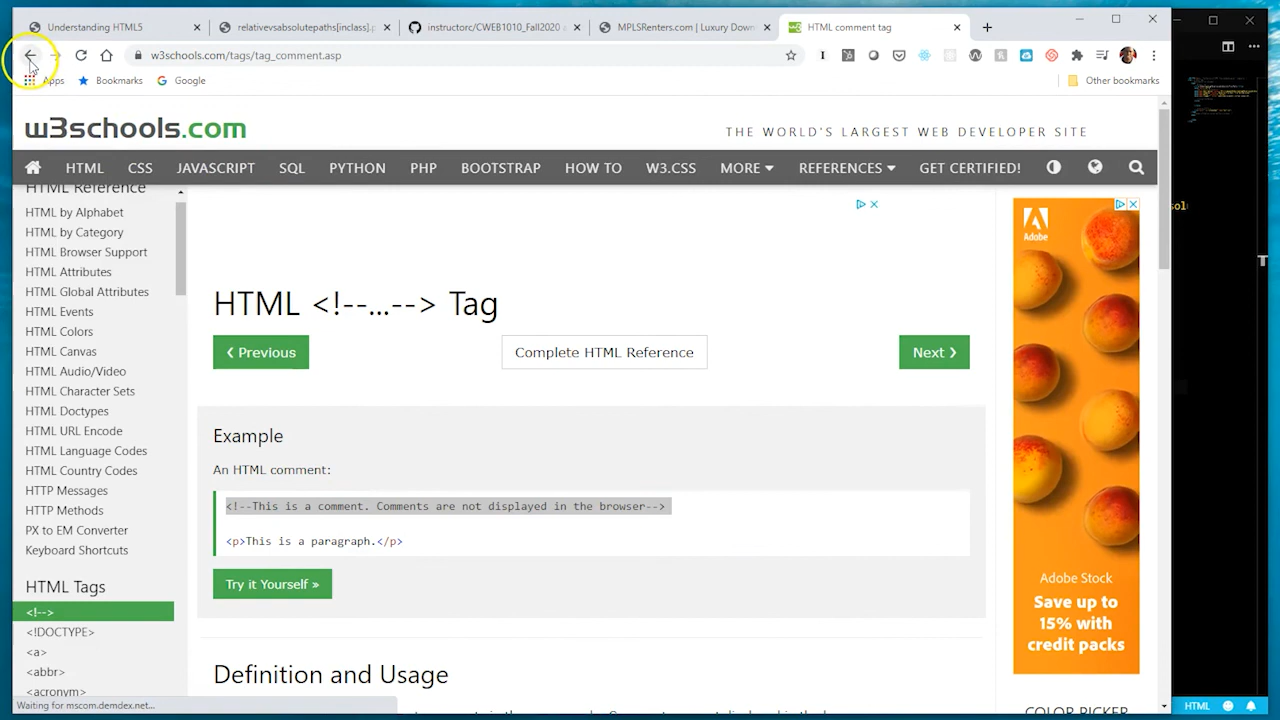 Understanding HTML5
relativevsabsolutepaths[inclass]
instructor/WEB110_Fall202
MPLSRenters.com | Luxury Down
HTML comment tag
w3schools.com/tags/tag_comment.asp
Apps
Bookmarks
Google
Other bookmarks
w3schools.com
THE WORLD'S LARGEST WEB DEVELOPER SITE
HTML
CSS
JAVASCRIPT
SQL
PYTHON
PHP
BOOTSTRAP
HOW TO
W3.CSS
MORE
REFERENCES
GET CERTIFIED!
HTML Reference
HTML by Alphabet
HTML by Category
HTML Browser Support
HTML Attributes
HTML Global Attributes
HTML Events
HTML Colors
HTML Canvas
HTML Audio/Video
HTML Character Sets
HTML Doctypes
HTML URL Encode
HTML Language Codes
HTML Country Codes
HTTP Messages
HTTP Methods
PX to EM Converter
Keyboard Shortcuts
HTML Tags
<!-->
<!DOCTYPE>
<a>
<abbr>
<acronym>
HTML <!--...--> Tag
❮ Previous
Complete HTML Reference
Next ❯
Example
An HTML comment:
<!--This is a comment. Comments are not displayed in the browser-->
<p>This is a paragraph.</p>
Try it Yourself »
Definition and Usage
Adobe
Adobe Stock
Save up to
15% with
credit packs
COLOR PICKER
Waiting for mscom.demdex.net...
HTML